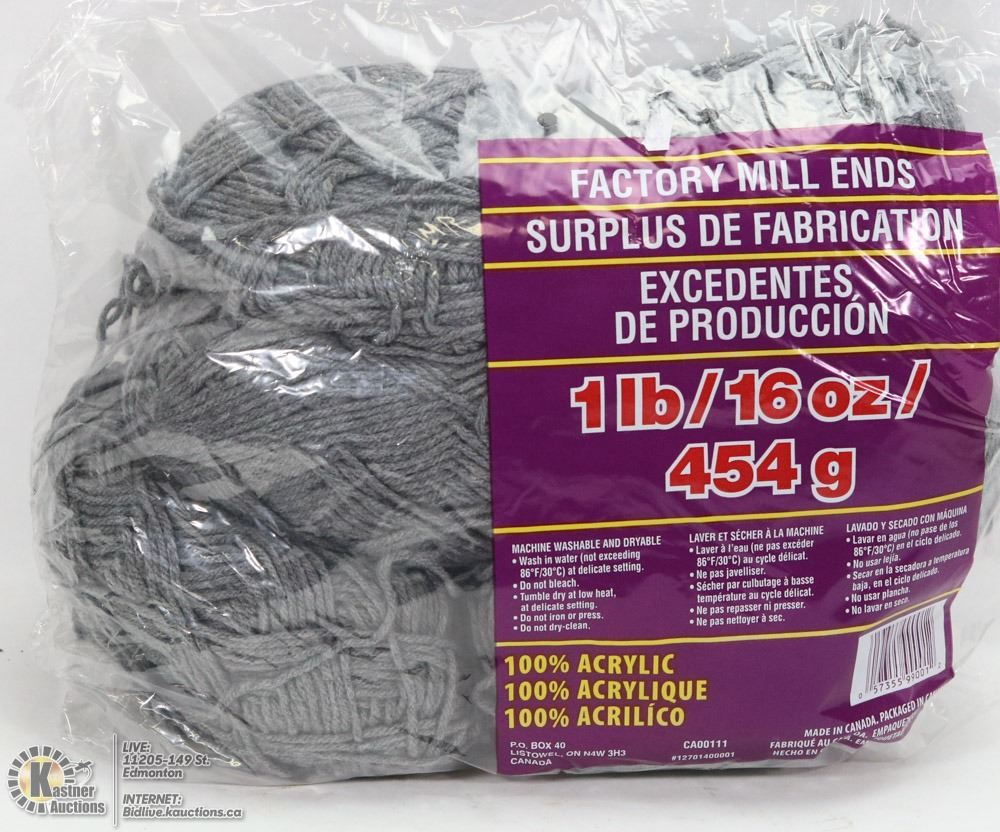 FACTORY MILL ENDS
SURPLUS DE FABRICATION
EXCEDENTES
DE PRODUCCIÓN
1 lb/16 oz/
454 g
MACHINE WASHABLE AND DRYABLE
• Wash in water (not exceeding
86°F/30°C) at delicate setting.
• Do not bleach.
• Tumble dry at low heat,
at delicate setting.
• Do not iron or press.
• Do not dry-clean.
LAVER ET SÉCHER À LA MACHINE
• Laver à l'eau (ne pas excéder
86°F/30°C) au cycle délicat.
• Ne pas javelliser.
• Sécher par culbutage à basse
température au cycle délicat.
• Ne pas repasser ni presser.
• Ne pas nettoyer à sec.
LAVADO Y SECADO CON MÁQUINA
• Lavar en agua (no pase de los
86°F/30°C) en el ciclo delicado.
• No usar lejía.
• Secar en la secadora a temperatura
baja, en el ciclo delicado.
• No usar plancha.
• No lavar en seco.
100% ACRYLIC
100% ACRYLIQUE
100% ACRILÍCO
0 57355 99001 2
P.O. BOX 40
LISTOWEL, ON N4W 3H3
CANADA
CA00111
#12701400001
MADE IN CANADA. PACKAGED IN
FABRIQUÉ AU
HECHO EN
Kastner
Auctions
LIVE:
11205-149 St.
Edmonton
INTERNET:
Bidlive.kauctions.ca